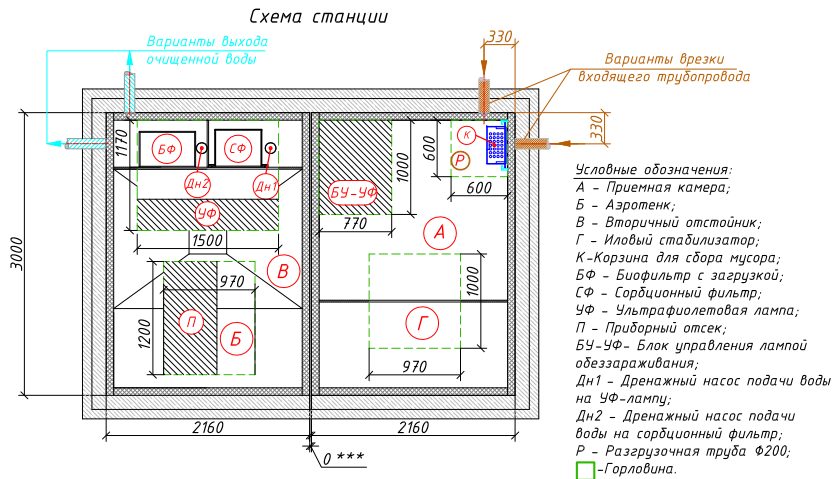 Схема станции
Варианты выхода
очищенной воды
330
Варианты врезки
входящего трубопровода
330
1170
БФ
СФ
Дн2
Дн1
УФ
1500
БУ-УФ
770
1000
600
К
Р
600
А
3000
В
970
П
Б
1200
1000
Г
970
2160
2160
0 ***
Условные обозначения:
А - Приемная камера;
Б - Аэротенк;
В - Вторичный отстойник;
Г - Иловый стабилизатор;
К-Корзина для сбора мусора;
БФ - Биофильтр с загрузкой;
СФ - Сорбционный фильтр;
УФ - Ультрафиолетовая лампа;
П - Приборный отсек;
БУ-УФ- Блок управления лампой
обеззараживания;
Дн1 - Дренажный насос подачи воды
на УФ-лампу;
Дн2 - Дренажный насос подачи
воды на сорбционный фильтр;
Р - Разгрузочная труба Ф200;
-Горловина.